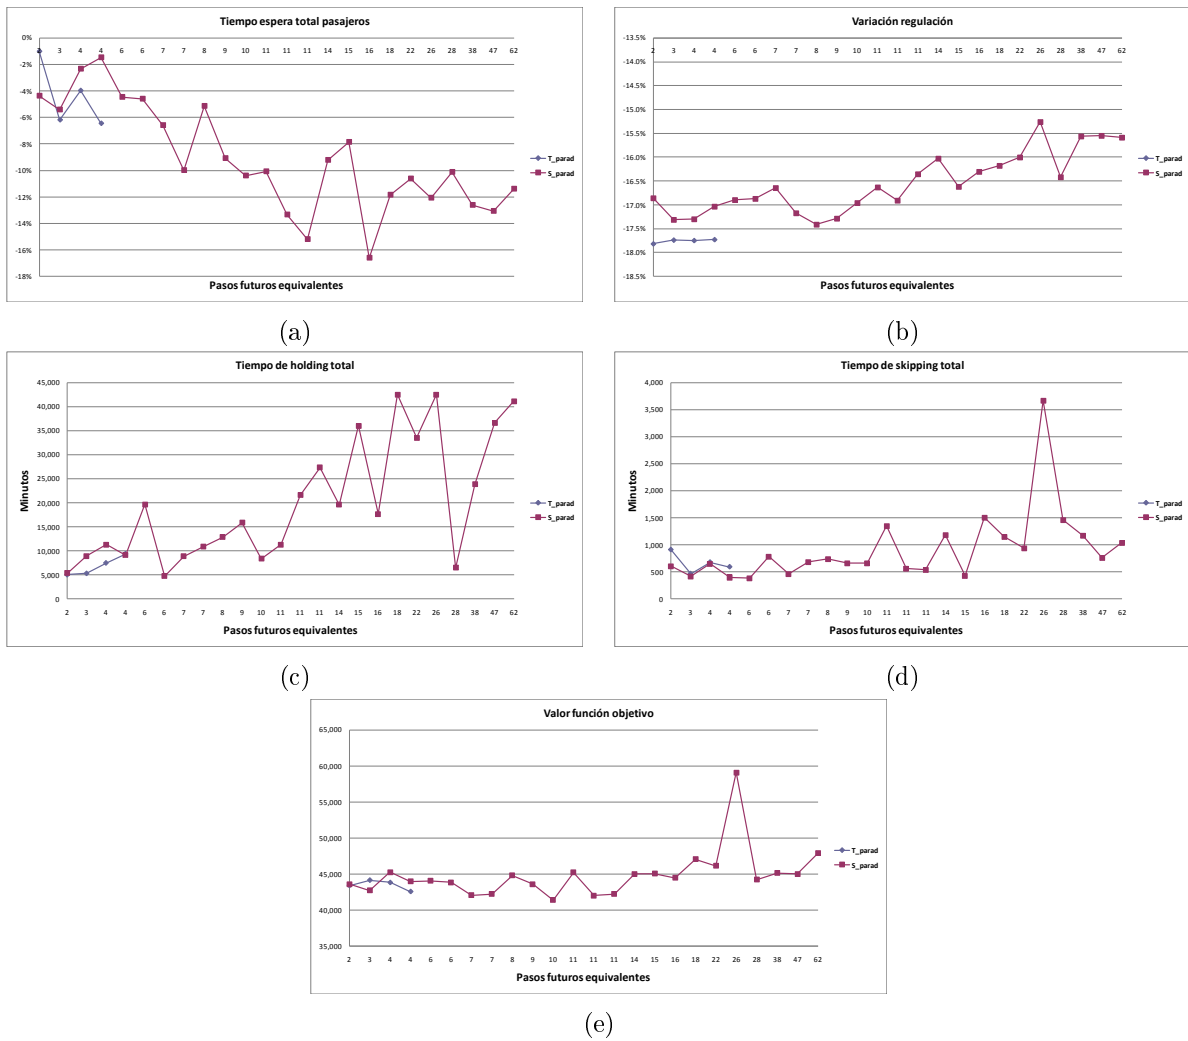 Tiempo espera total pasajeros
0%
2 3 4 4 6 6 7 7 8 9 10 11 11 11 14 15 16 18 22 26 28 38 47 62
-2%
-4%
-6%
-8%
-10%
-12%
-14%
-16%
-18%
T_parad
S_parad
Pasos futuros equivalentes
(a)
Variación regulación
-13.5%
2 3 4 4 6 6 7 7 8 9 10 11 11 11 14 15 16 18 22 26 28 38 47 62
-14.0%
-14.5%
-15.0%
-15.5%
-16.0%
-16.5%
-17.0%
-17.5%
-18.0%
-18.5%
T_parad
S_parad
Pasos futuros equivalentes
(b)
Tiempo de holding total
45,000
40,000
35,000
30,000
25,000
20,000
15,000
10,000
5,000
0
Minutos
T_parad
S_parad
2 3 4 4 6 6 7 7 8 9 10 11 11 11 14 15 16 18 22 26 28 38 47 62
Pasos futuros equivalentes
(c)
Tiempo de skipping total
4,000
3,500
3,000
2,500
2,000
1,500
1,000
500
0
Minutos
T_parad
S_parad
2 3 4 4 6 6 7 7 8 9 10 11 11 11 14 15 16 18 22 26 28 38 47 62
Pasos futuros equivalentes
(d)
Valor función objetivo
65,000
60,000
55,000
50,000
45,000
40,000
35,000
T_parad
S_parad
2 3 4 4 6 6 7 7 8 9 10 11 11 11 14 15 16 18 22 26 28 38 47 62
Pasos futuros equivalentes
(e)